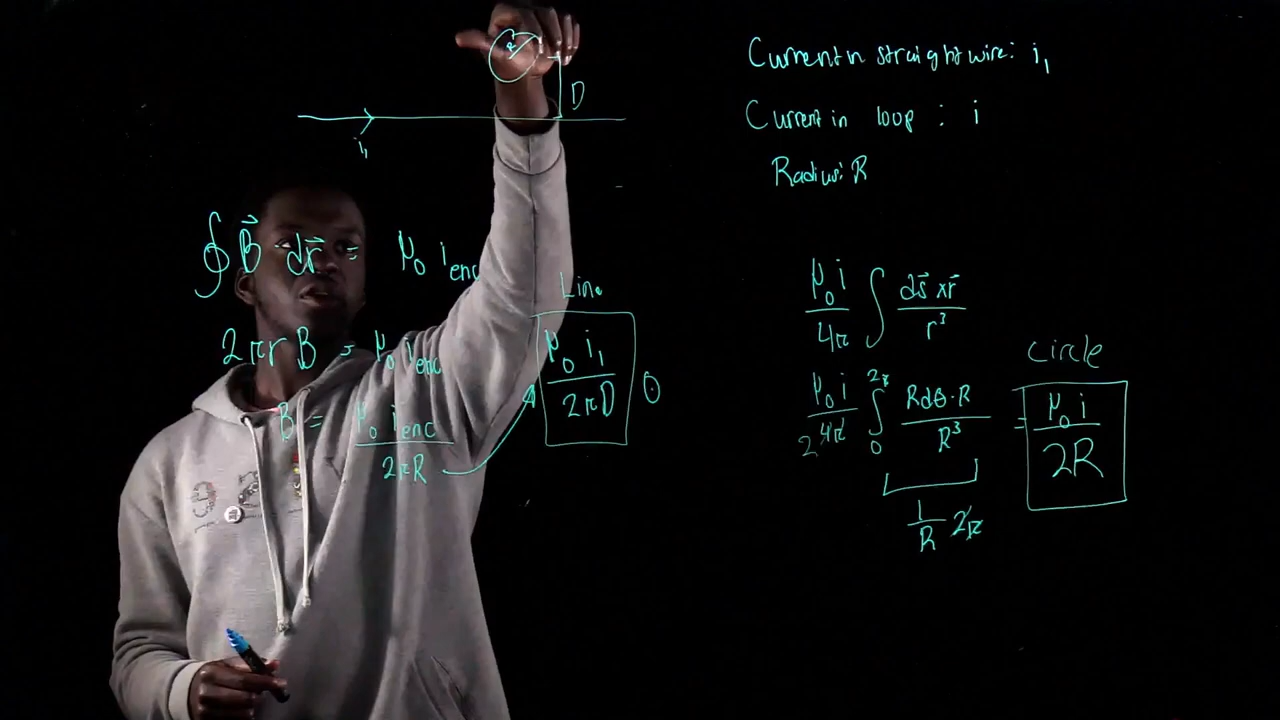 R
D
i₁
Current in straight wire: i₁
Current in loop : i
Radius: R
∮ B⃗ · dr⃗ = μ₀ i_enc
2πr B = μ₀ i_enc
B = μ₀ i_enc / 2πR
Line
μ₀ i₁ / 2πD ⊙
μ₀ i / 4π ∫ ds⃗ x r⃗ / r³
μ₀ i / 4π ∫₀^2π Rdθ·R / R³ = μ₀ i / 2R
2
circle
1/R 2π